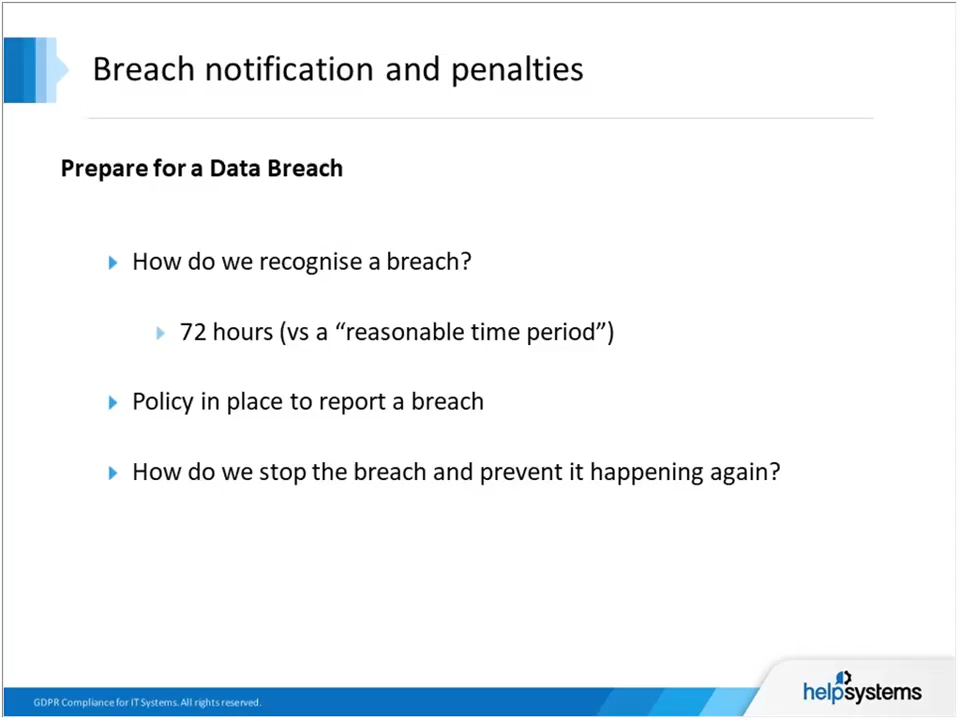 Breach notification and penalties
Prepare for a Data Breach
How do we recognise a breach?
72 hours (vs a “reasonable time period”)
Policy in place to report a breach
How do we stop the breach and prevent it happening again?
GDPR Compliance for IT Systems. All rights reserved.
helpsystems